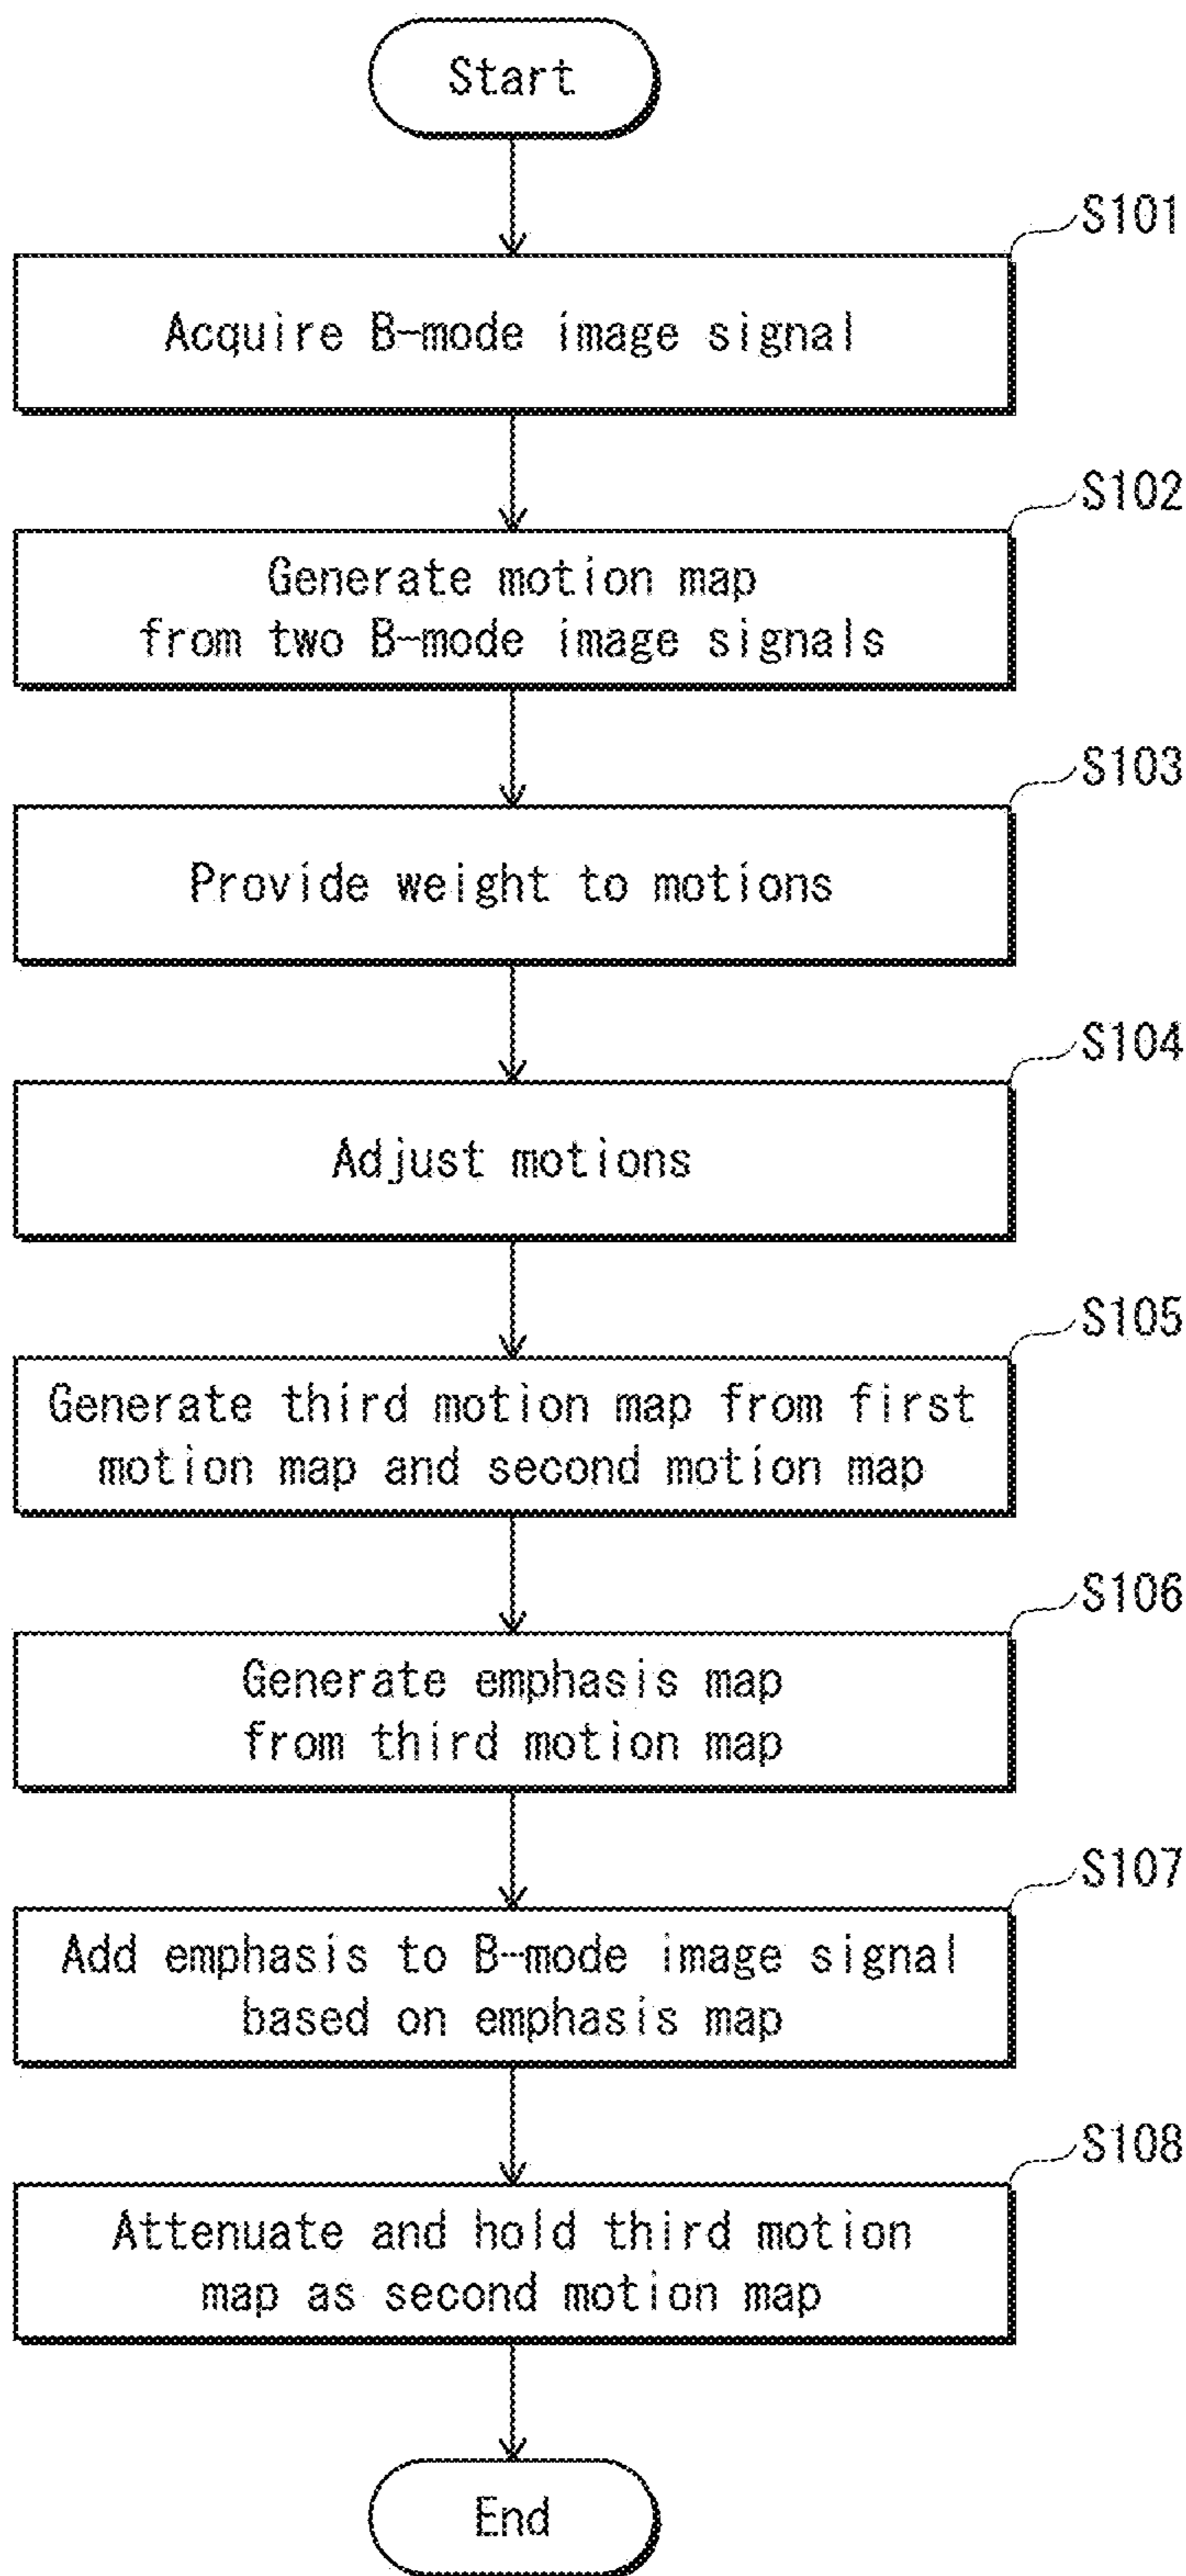 Start
S101
Acquire B-mode image signal
S102
Generate motion map
from two B-mode image signals
S103
Provide weight to motions
S104
Adjust motions
S105
Generate third motion map from first
motion map and second motion map
S106
Generate emphasis map
from third motion map
S107
Add emphasis to B-mode image signal
based on emphasis map
S108
Attenuate and hold third motion
map as second motion map
End